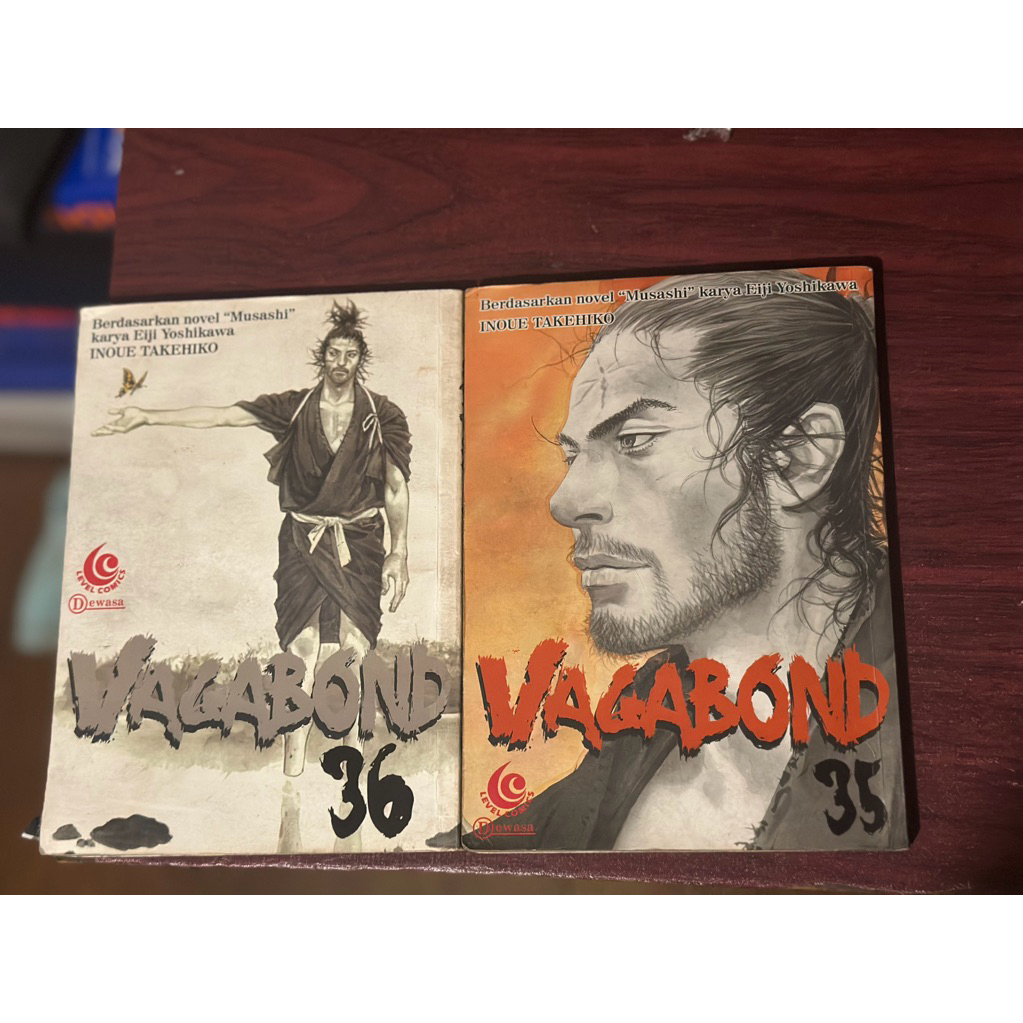 Berdasarkan novel “Musashi”
karya Eiji Yoshikawa
INOUE TAKEHIKO
LEVEL COMICS
Dewasa
VAGABOND
36
Berdasarkan novel “Musashi” karya Eiji Yoshikawa
INOUE TAKEHIKO
VAGABOND
35
LEVEL COMICS
Dewasa